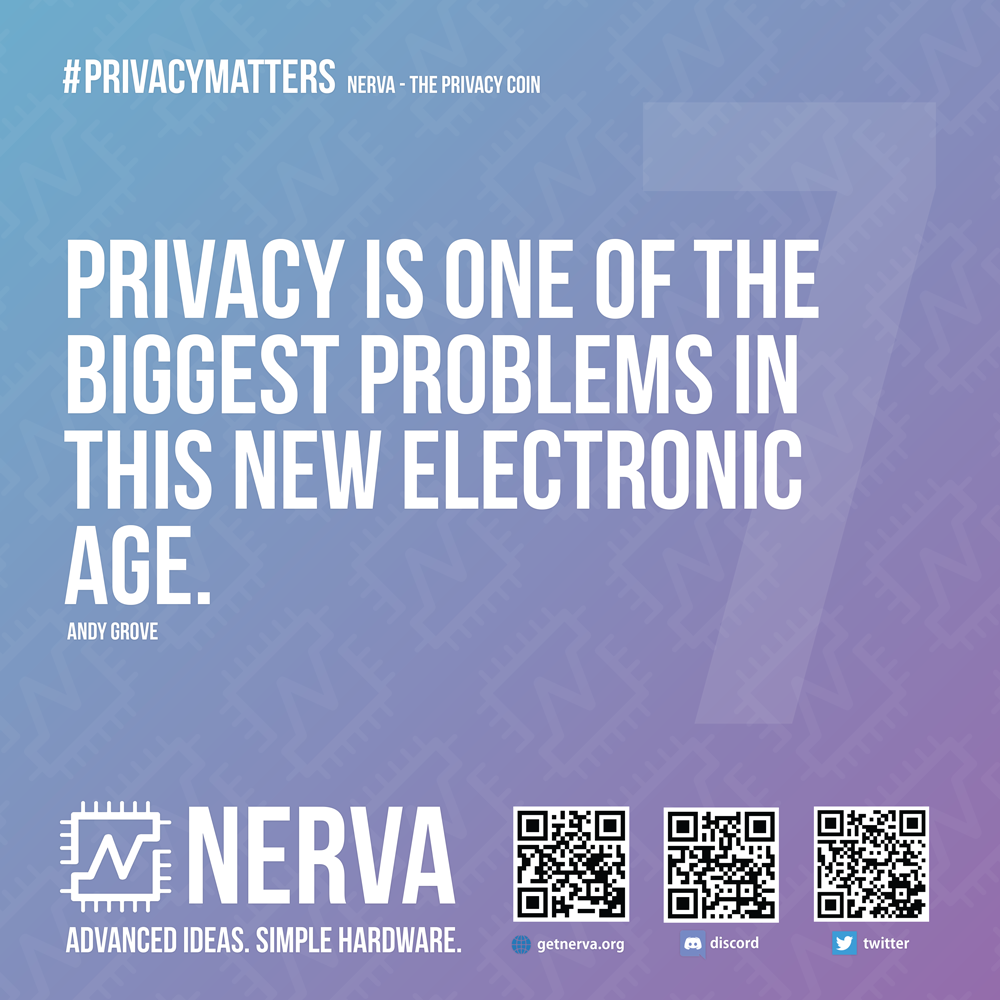 #PRIVACYMATTERS NERVA - THE PRIVACY COIN
7
PRIVACY IS ONE OF THE
BIGGEST PROBLEMS IN
THIS NEW ELECTRONIC
AGE.
ANDY GROVE
NERVA
ADVANCED IDEAS. SIMPLE HARDWARE.
getnerva.org
discord
twitter